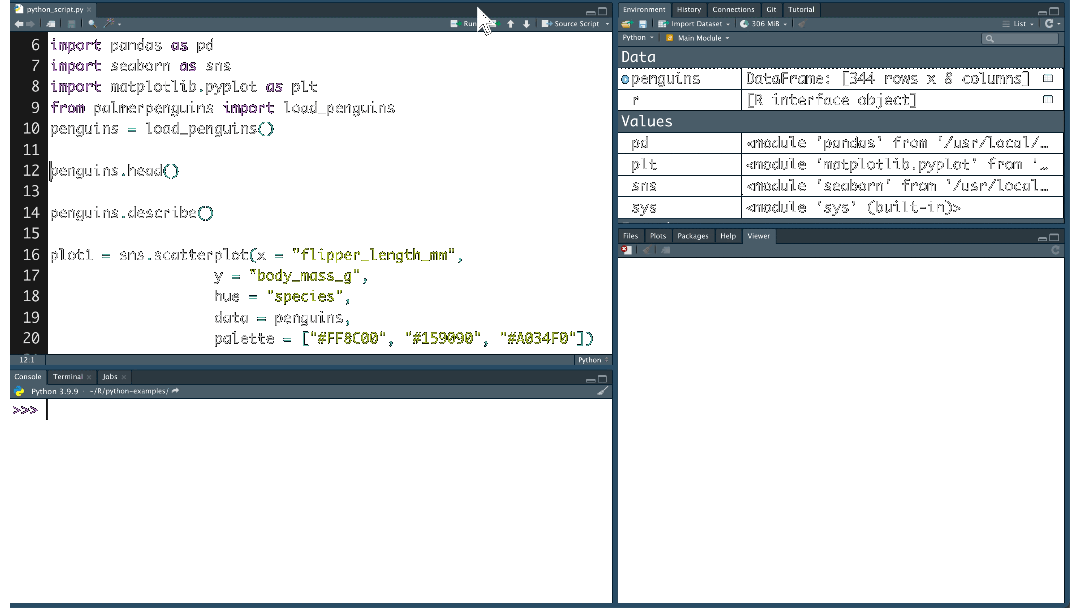 python_script.py
Run
Source Script
6 import pandas as pd
7 import seaborn as sns
8 import matplotlib.pyplot as plt
9 from palmerpenguins import load_penguins
10 penguins = load_penguins()
11
12 penguins.head()
13
14 penguins.describe()
15
16 plot1 = sns.scatterplot(x = "flipper_length_mm",
17 y = "body_mass_g",
18 hue = "species",
19 data = penguins,
20 palette = ["#FF8C00", "#159090", "#A034F0"])
12:1
Python
Console Terminal Jobs
Python 3.9.9 · ~/R/python-examples/
>>>
Environment History Connections Git Tutorial
Import Dataset 306 MiB List
Python Main Module
Data
penguins DataFrame: [344 rows x 8 columns]
r [R interface object]
Values
pd <module 'pandas' from '/usr/local/…
plt <module 'matplotlib.pyplot' from '…
sns <module 'seaborn' from '/usr/local…
sys <module 'sys' (built-in)>
Files Plots Packages Help Viewer